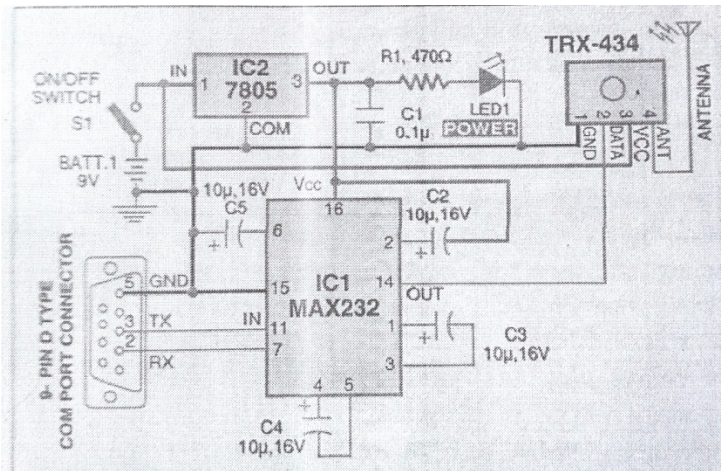 TRX-434
R1, 470Ω
IN
1
IC2
7805
3
OUT
2
COM
ON/OFF
SWITCH
S1
C1
0.1µ
LED1
POWER
1
2
3
4
GND
DATA
VCC
ANT
ANTENNA
BATT.1
9V
10µ,16V
C5
Vcc
16
C2
10µ,16V
6
2
IC1
MAX232
5
GND
15
14
OUT
3
TX
IN
11
1
C3
10µ,16V
2
RX
7
3
4
5
C4
10µ,16V
9- PIN D TYPE
COM PORT CONNECTOR
+
+
+
+